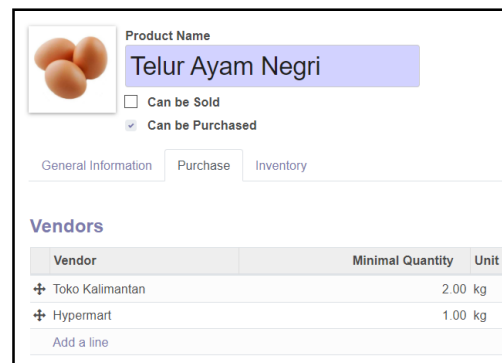 Product Name
Telur Ayam Negri
Can be Sold
Can be Purchased
General Information Purchase Inventory
Vendors
Vendor Minimal Quantity Unit
Toko Kalimantan 2.00 kg
Hypermart 1.00 kg
Add a line